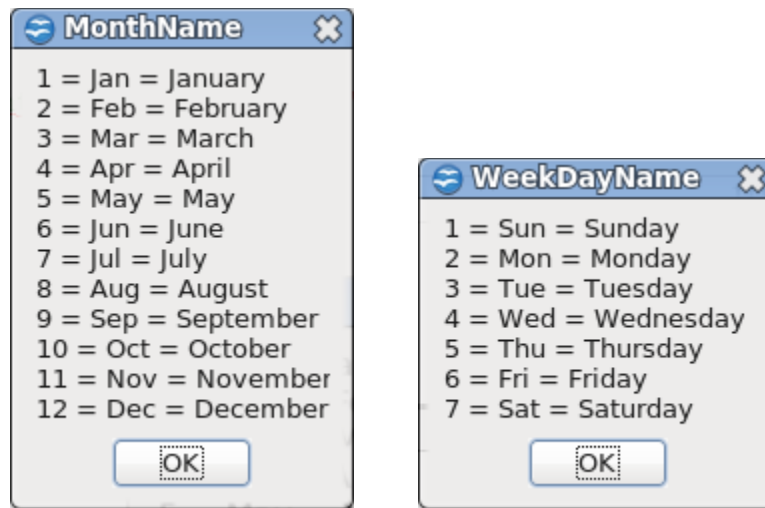 MonthName
1 = Jan = January
2 = Feb = February
3 = Mar = March
4 = Apr = April
5 = May = May
6 = Jun = June
7 = Jul = July
8 = Aug = August
9 = Sep = September
10 = Oct = October
11 = Nov = November
12 = Dec = December
OK
WeekDayName
1 = Sun = Sunday
2 = Mon = Monday
3 = Tue = Tuesday
4 = Wed = Wednesday
5 = Thu = Thursday
6 = Fri = Friday
7 = Sat = Saturday
OK